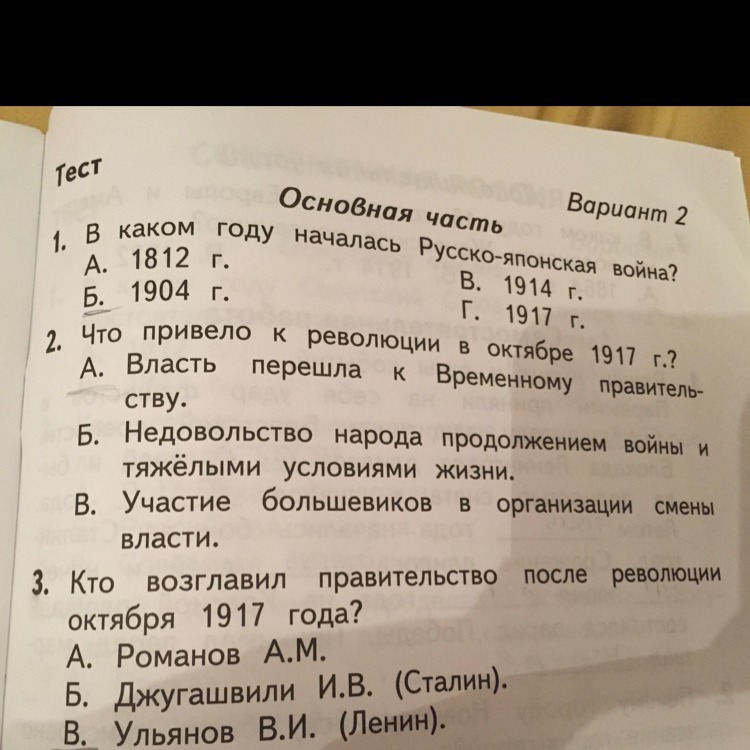 Тест
Основная часть
Вариант 2
1. В каком году началась Русско-японская война?
А. 1812 г.
В. 1914 г.
Б. 1904 г.
Г. 1917 г.
2. Что привело к революции в октябре 1917 г.?
А. Власть перешла к Временному правитель-
ству.
Б. Недовольство народа продолжением войны и
тяжёлыми условиями жизни.
В. Участие большевиков в организации смены
власти.
3. Кто возглавил правительство после революции
октября 1917 года?
А. Романов А.М.
Б. Джугашвили И.В. (Сталин).
В. Ульянов В.И. (Ленин).